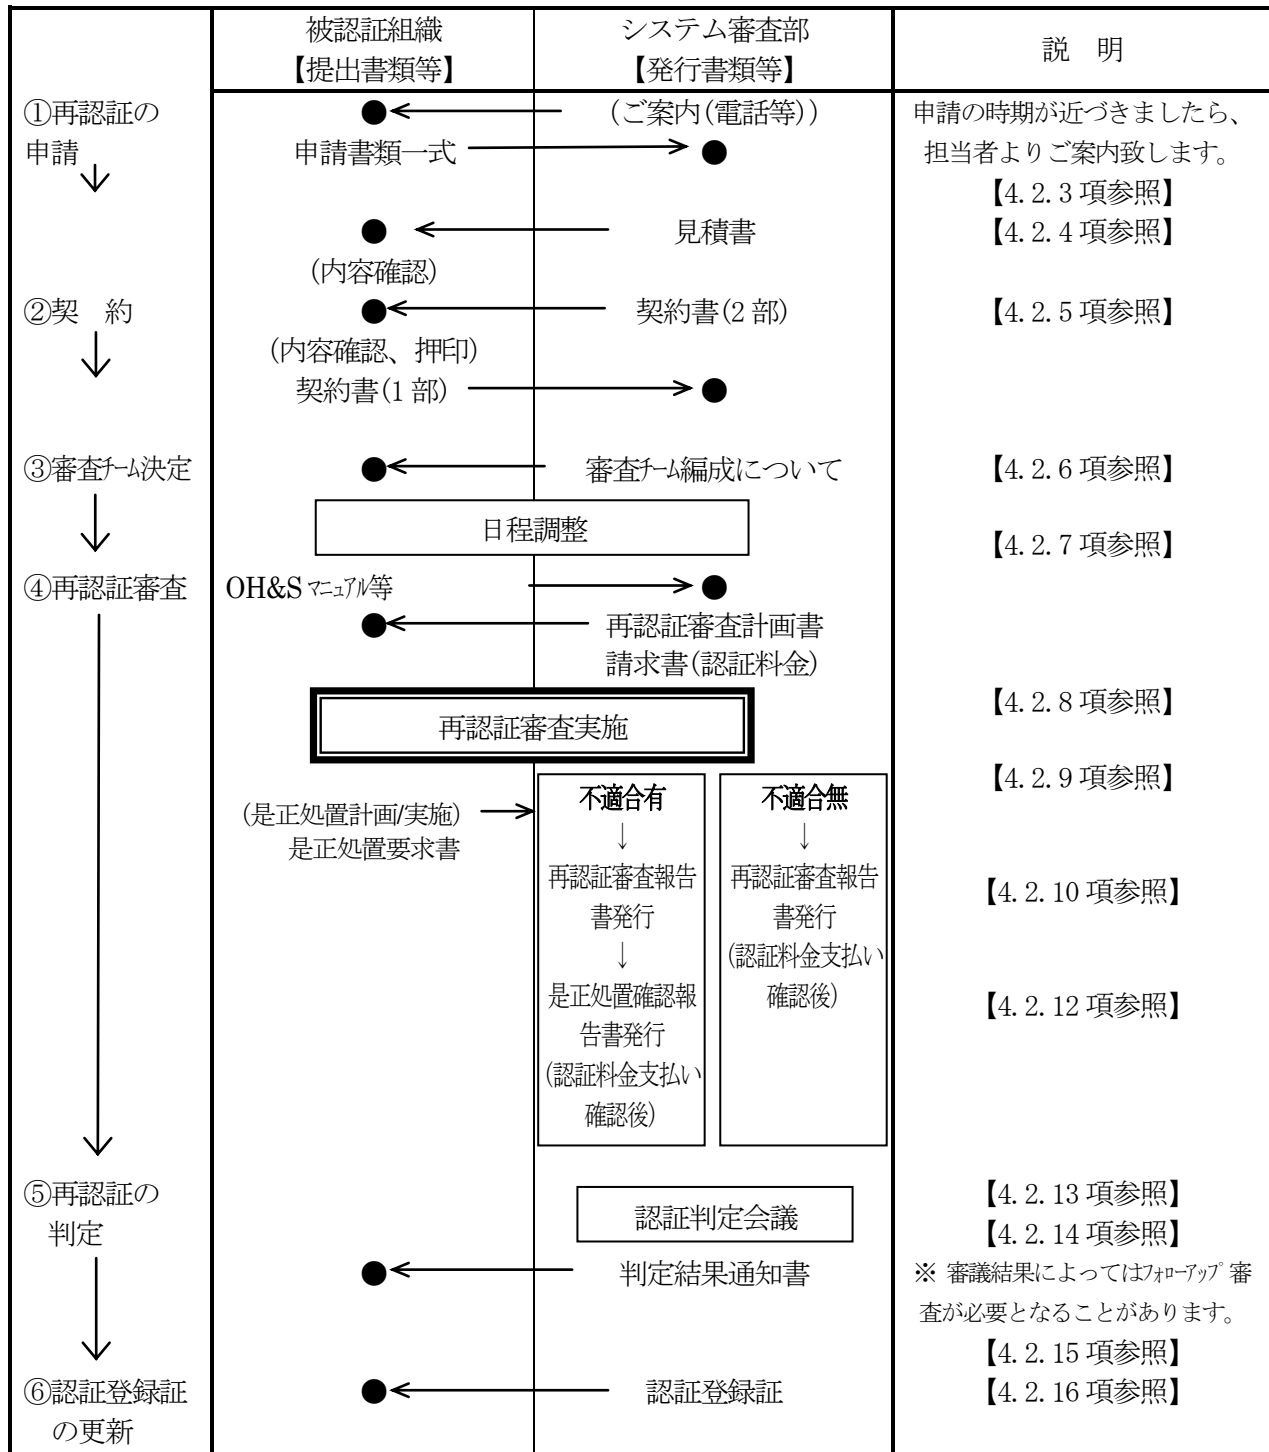 被認証組織
【提出書類等】
システム審査部
【発行書類等】
説　明
①再認証の
申請
(ご案内(電話等))
申請書類一式
申請の時期が近づきましたら、
担当者よりご案内致します。
【4.2.3 項参照】
見積書
【4.2.4 項参照】
(内容確認)
②契　約
契約書(2 部)
【4.2.5 項参照】
(内容確認、押印)
契約書(1 部)
③審査ﾁｰﾑ決定
審査ﾁｰﾑ編成について
【4.2.6 項参照】
日程調整
【4.2.7 項参照】
④再認証審査
OH&S ﾏﾆｭｱﾙ等
再認証審査計画書
請求書(認証料金)
再認証審査実施
【4.2.8 項参照】
【4.2.9 項参照】
(是正処置計画/実施)
是正処置要求書
不適合有
↓
再認証審査報告
書発行
↓
是正処置確認報
告書発行
(認証料金支払い
確認後)
不適合無
↓
再認証審査報告
書発行
(認証料金支払い
確認後)
【4.2.10 項参照】
【4.2.12 項参照】
⑤再認証の
判定
認証判定会議
【4.2.13 項参照】
【4.2.14 項参照】
判定結果通知書
※ 審議結果によってはﾌｫﾛｰｱｯﾌﾟ審
査が必要となることがあります。
【4.2.15 項参照】
⑥認証登録証
の更新
認証登録証
【4.2.16 項参照】